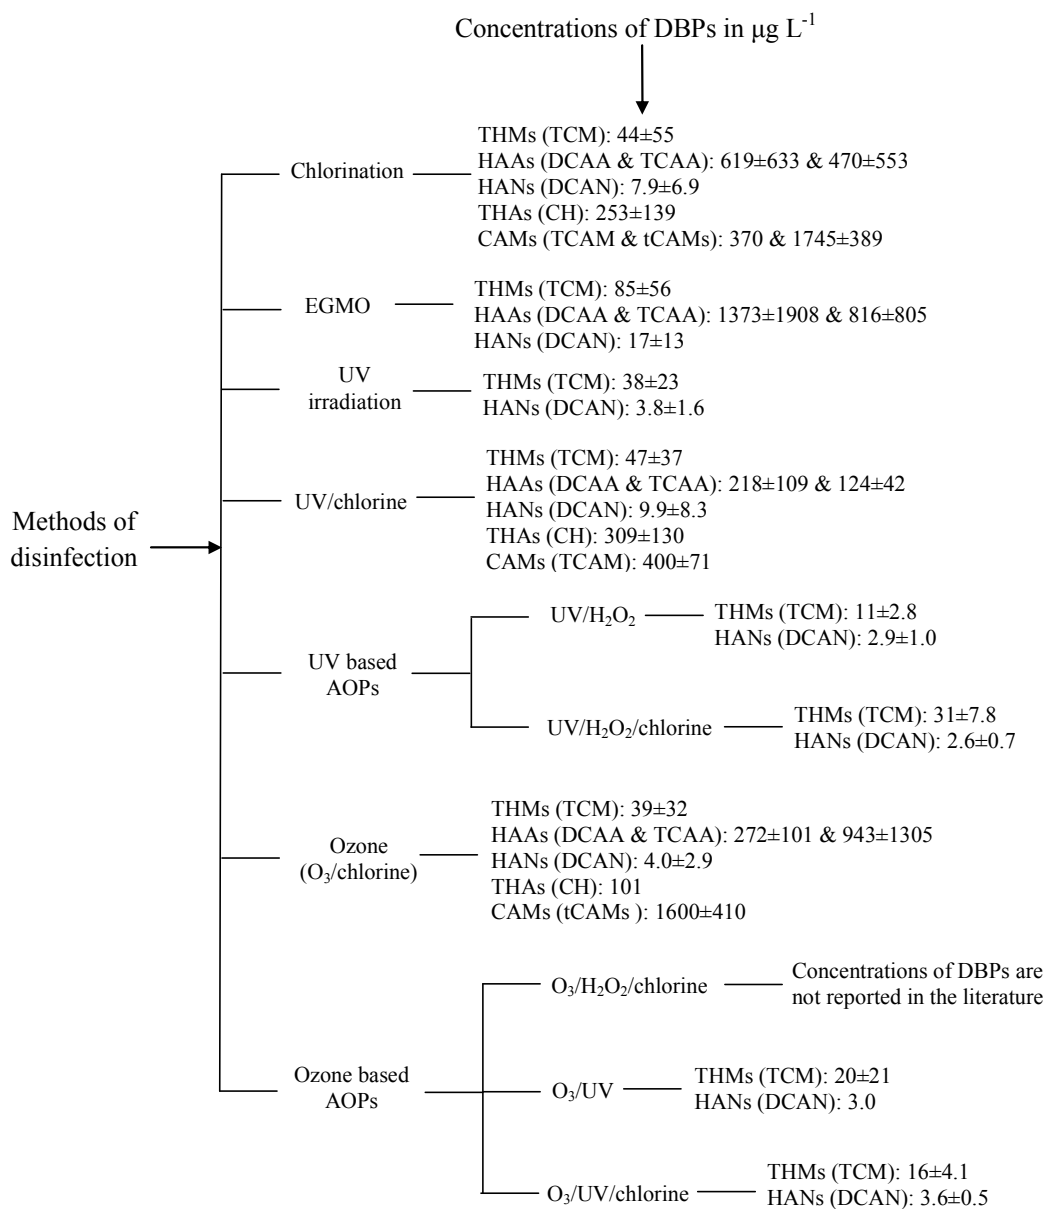 Concentrations of DBPs in μg L⁻¹
Chlorination
THMs (TCM): 44±55
HAAs (DCAA & TCAA): 619±633 & 470±553
HANs (DCAN): 7.9±6.9
THAs (CH): 253±139
CAMs (TCAM & tCAMs): 370 & 1745±389
EGMO
THMs (TCM): 85±56
HAAs (DCAA & TCAA): 1373±1908 & 816±805
HANs (DCAN): 17±13
UV
irradiation
THMs (TCM): 38±23
HANs (DCAN): 3.8±1.6
UV/chlorine
THMs (TCM): 47±37
HAAs (DCAA & TCAA): 218±109 & 124±42
HANs (DCAN): 9.9±8.3
THAs (CH): 309±130
CAMs (TCAM): 400±71
Methods of
disinfection
UV based
AOPs
UV/H₂O₂
THMs (TCM): 11±2.8
HANs (DCAN): 2.9±1.0
UV/H₂O₂/chlorine
THMs (TCM): 31±7.8
HANs (DCAN): 2.6±0.7
Ozone
(O₃/chlorine)
THMs (TCM): 39±32
HAAs (DCAA & TCAA): 272±101 & 943±1305
HANs (DCAN): 4.0±2.9
THAs (CH): 101
CAMs (tCAMs ): 1600±410
Ozone based
AOPs
O₃/H₂O₂/chlorine
Concentrations of DBPs are
not reported in the literature
O₃/UV
THMs (TCM): 20±21
HANs (DCAN): 3.0
O₃/UV/chlorine
THMs (TCM): 16±4.1
HANs (DCAN): 3.6±0.5